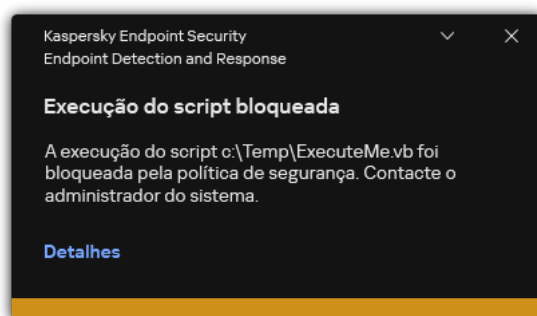 Kaspersky Endpoint Security
Endpoint Detection and Response
Execução do script bloqueada
A execução do script c:\Temp\ExecuteMe.vb foi
bloqueada pela política de segurança. Contacte o
administrador do sistema.
Detalhes